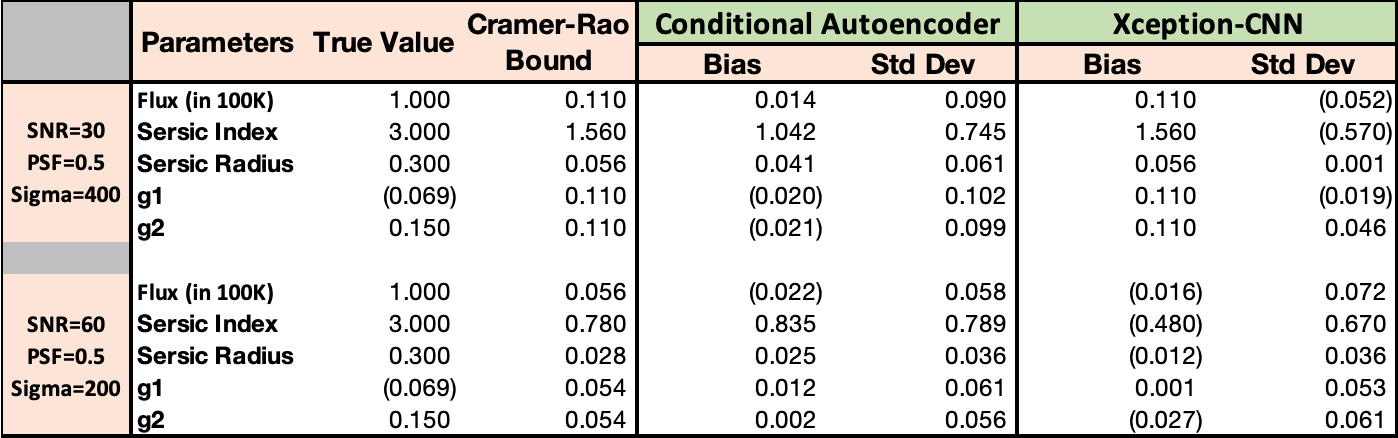 Parameters True Value Cramer-Rao Bound Conditional Autoencoder Xception-CNN
Bias Std Dev Bias Std Dev
SNR=30 PSF=0.5 Sigma=400
Flux (in 100K) 1.000 0.110 0.014 0.090 0.110 (0.052)
Sersic Index 3.000 1.560 1.042 0.745 1.560 (0.570)
Sersic Radius 0.300 0.056 0.041 0.061 0.056 0.001
g1 (0.069) 0.110 (0.020) 0.102 0.110 (0.019)
g2 0.150 0.110 (0.021) 0.099 0.110 0.046
SNR=60 PSF=0.5 Sigma=200
Flux (in 100K) 1.000 0.056 (0.022) 0.058 (0.016) 0.072
Sersic Index 3.000 0.780 0.835 0.789 (0.480) 0.670
Sersic Radius 0.300 0.028 0.025 0.036 (0.012) 0.036
g1 (0.069) 0.054 0.012 0.061 0.001 0.053
g2 0.150 0.054 0.002 0.056 (0.027) 0.061